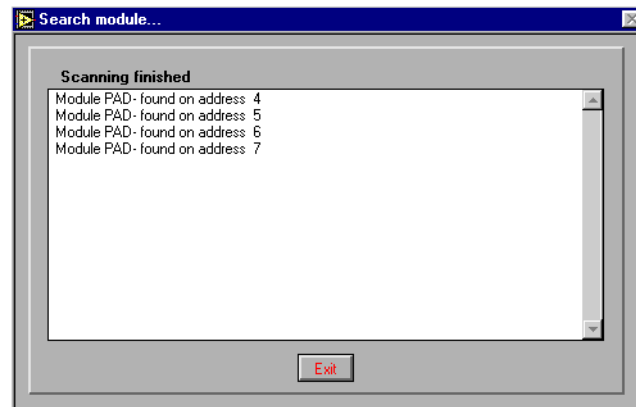 Search module...
Scanning finished
Module PAD- found on address 4
Module PAD- found on address 5
Module PAD- found on address 6
Module PAD- found on address 7
Exit